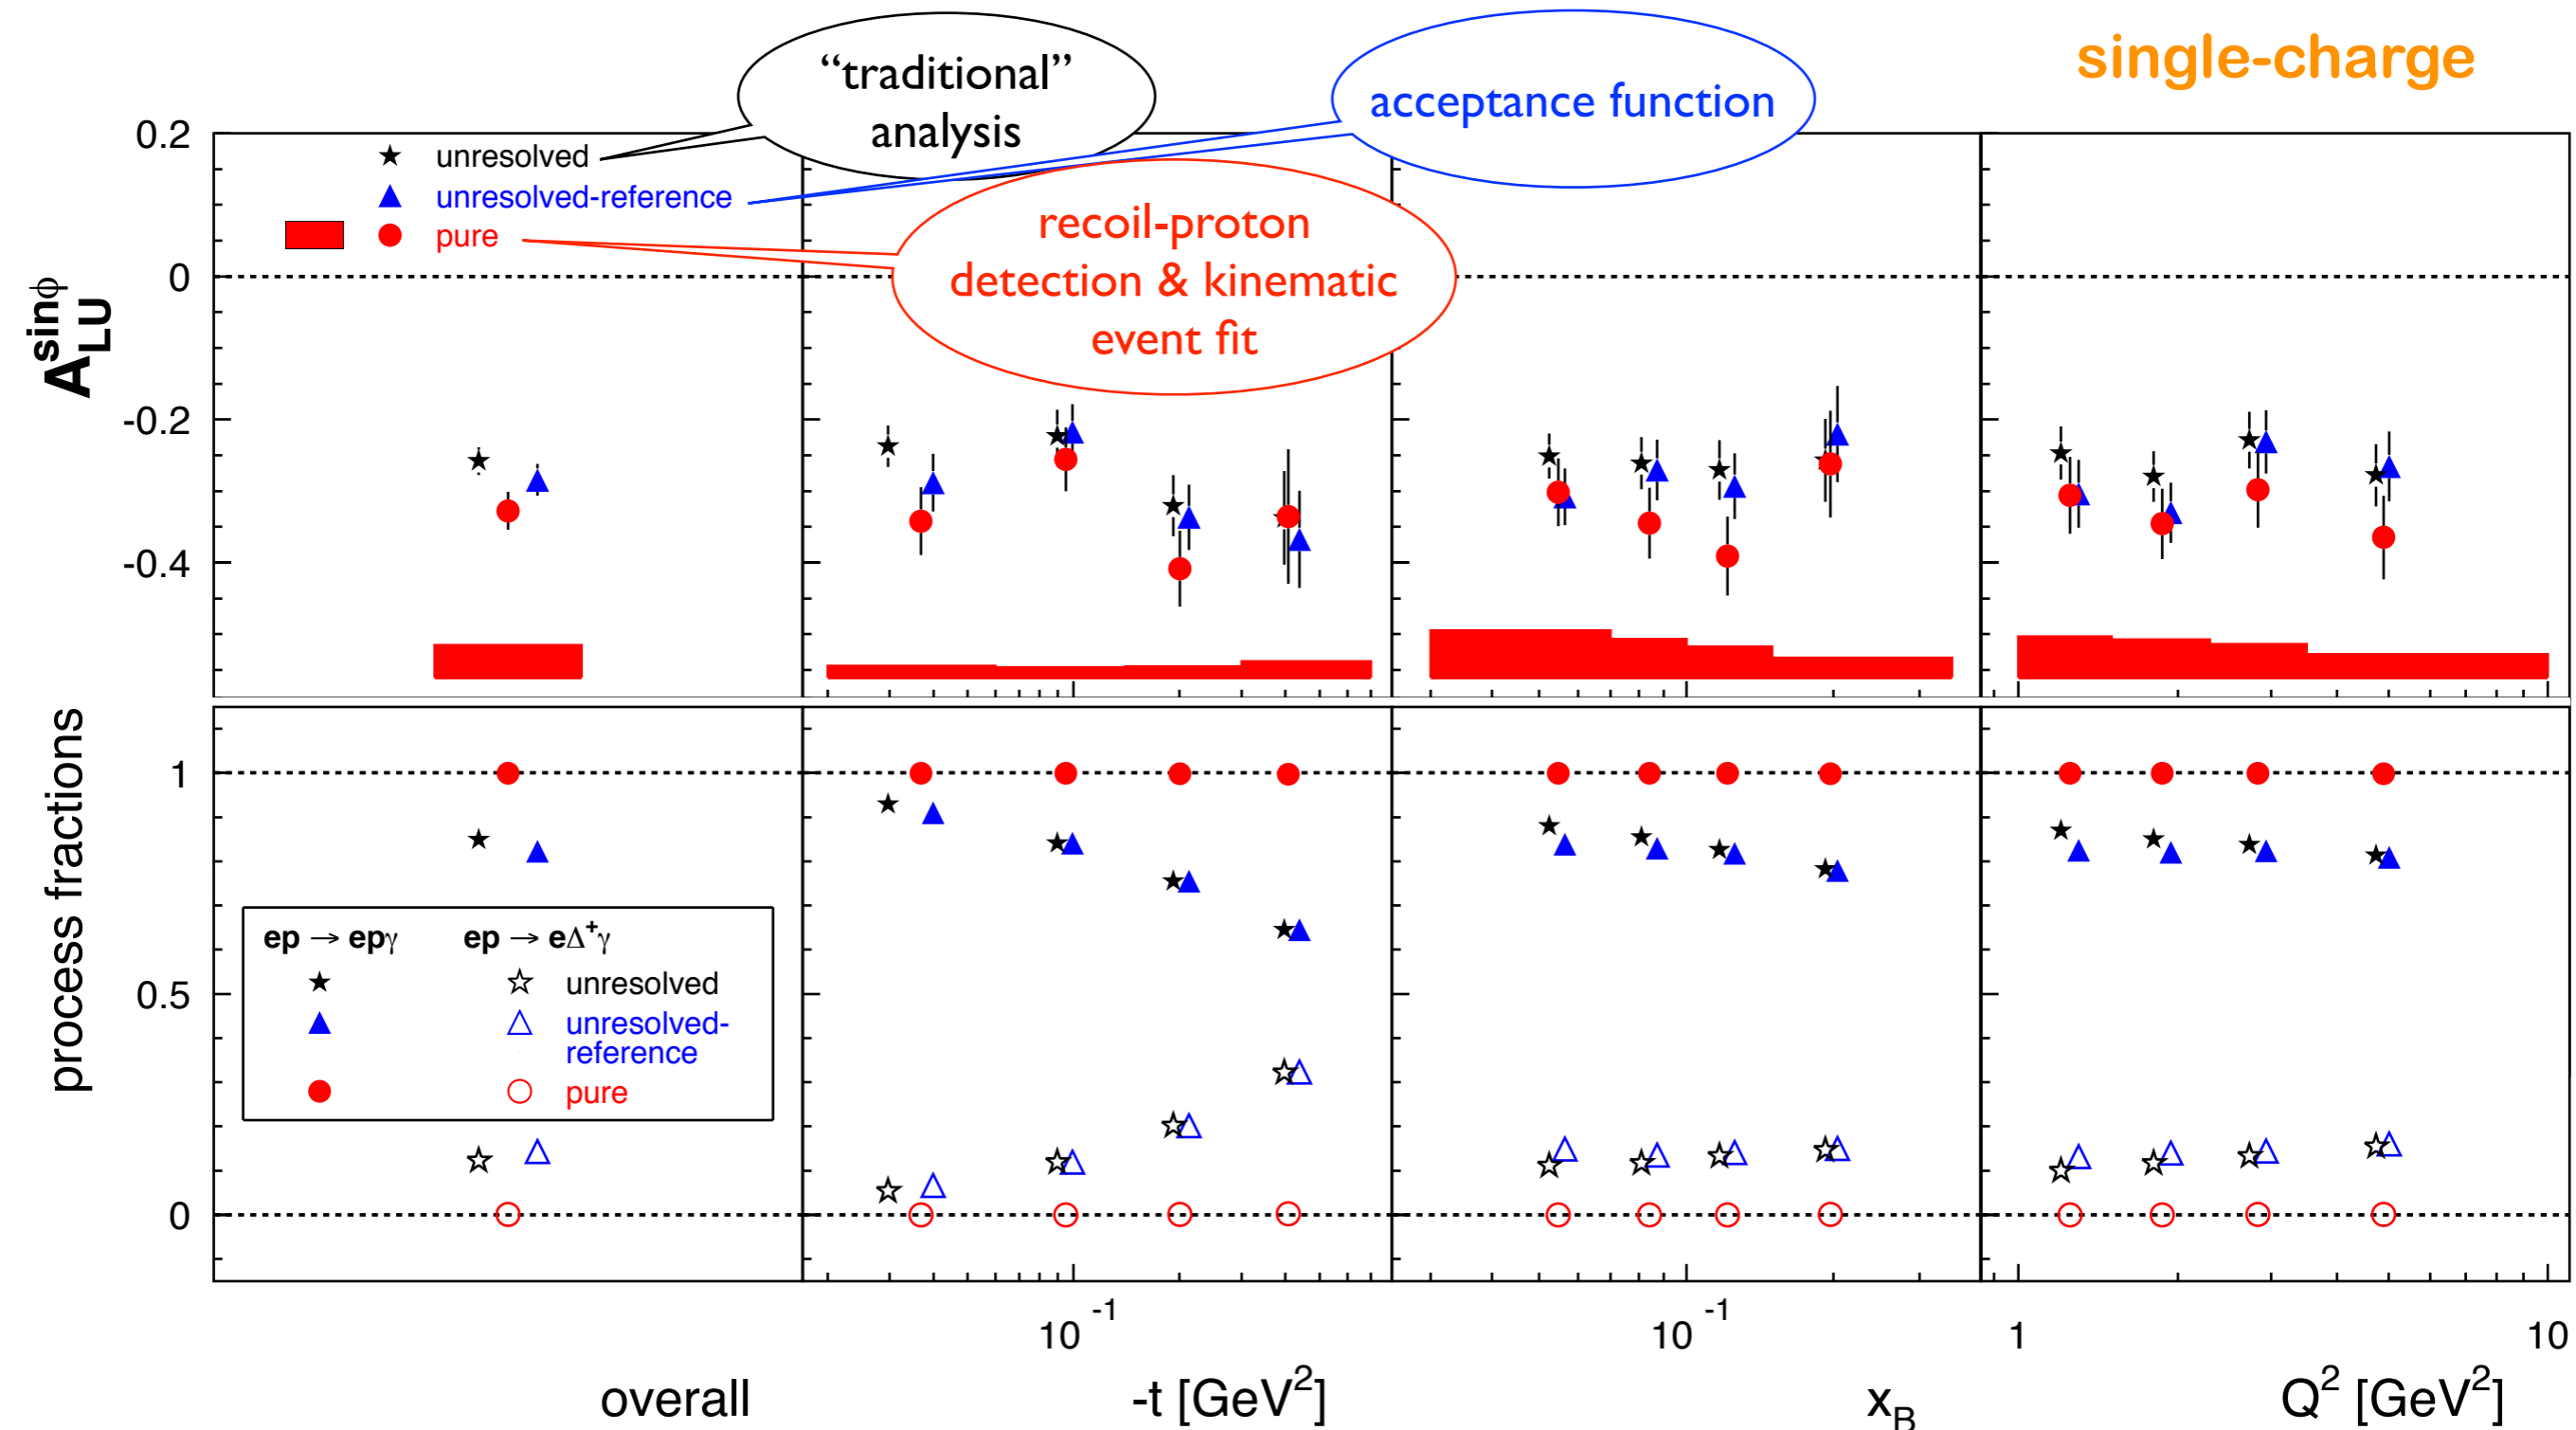 single-charge
“traditional”
analysis
acceptance function
recoil-proton
detection & kinematic
event fit
unresolved
unresolved-reference
pure
A_LU^sinϕ
0.2
0
-0.2
-0.4
process fractions
1
0.5
0
ep → epγ ep → eΔ⁺γ
unresolved
unresolved-
reference
pure
10⁻¹
10⁻¹
1
10
overall
-t [GeV²]
x_B
Q² [GeV²]